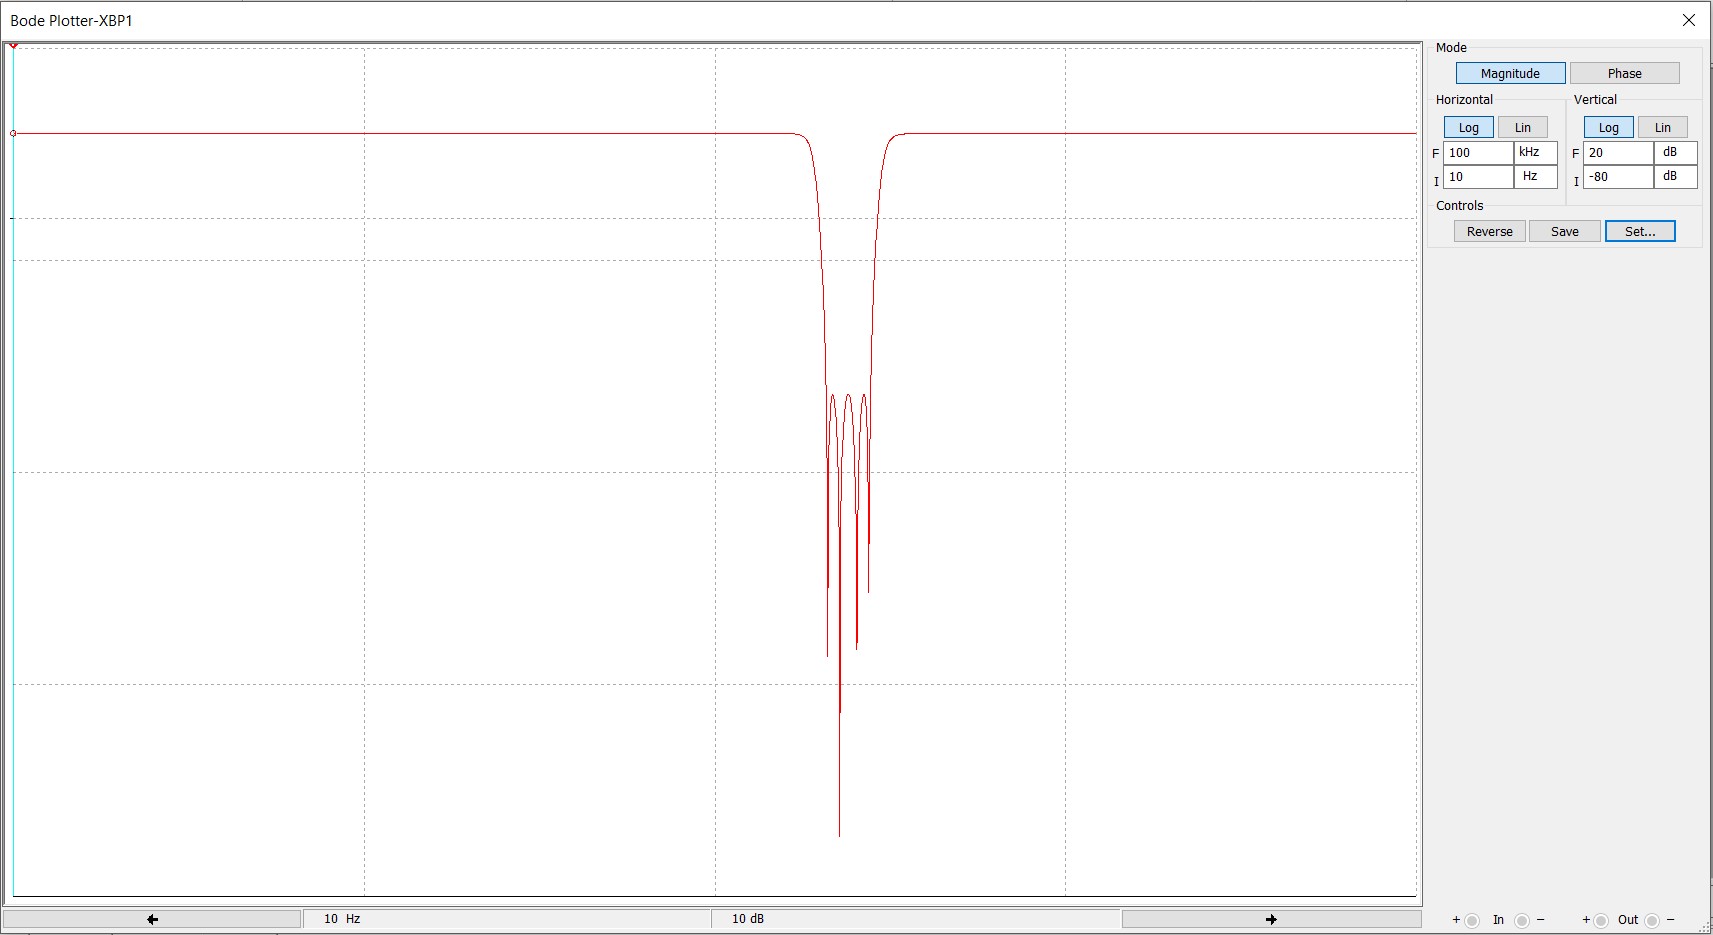 Bode Plotter-XBP1
Mode
Magnitude Phase
Horizontal Vertical
Log Lin Log Lin
F 100 kHz F 20 dB
I 10 Hz I -80 dB
Controls
Reverse Save Set...
10 Hz 10 dB + In − + Out −